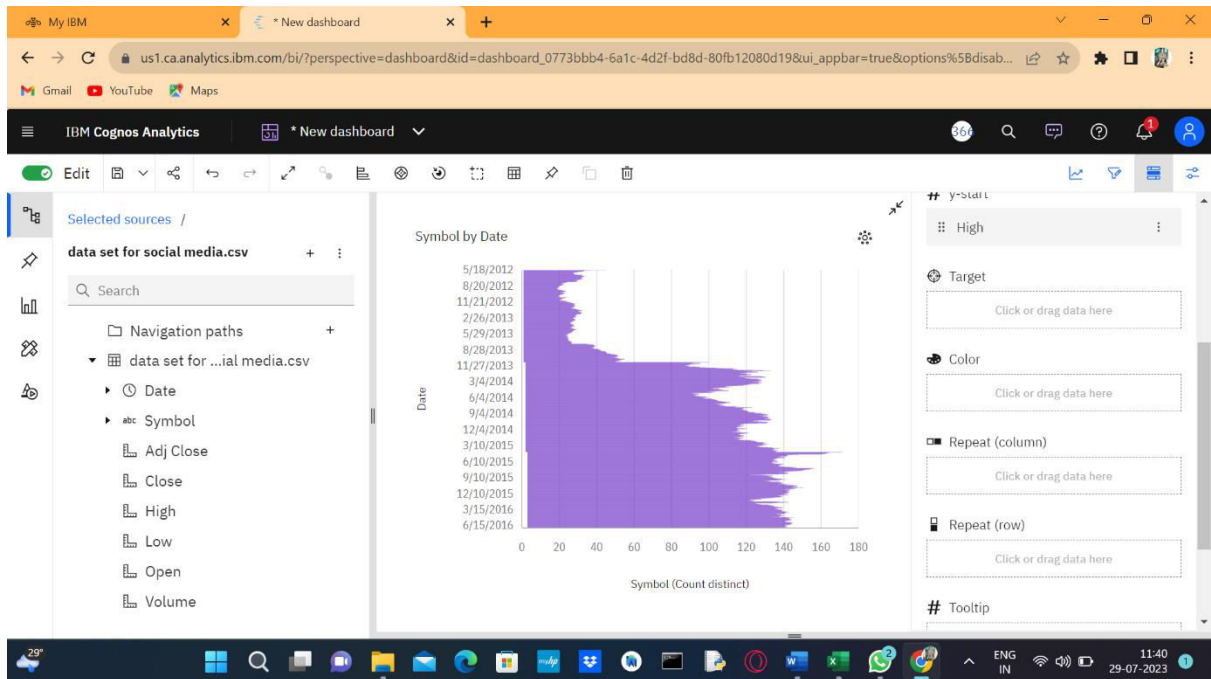 My IBM
* New dashboard
us1.ca.analytics.ibm.com/bi/?perspective=dashboard&id=dashboard_0773bbb4-6a1c-4d2f-bd8d-80fb12080d19&ui_appbar=true&options%5Bdisab...
Gmail YouTube Maps
IBM Cognos Analytics * New dashboard
366
1
Edit
Selected sources /
data set for social media.csv
Search
Navigation paths
data set for ...ial media.csv
Date
abc Symbol
Adj Close
Close
High
Low
Open
Volume
Symbol by Date
5/18/2012
8/20/2012
11/21/2012
2/26/2013
5/29/2013
8/28/2013
11/27/2013
3/4/2014
6/4/2014
9/4/2014
12/4/2014
3/10/2015
6/10/2015
9/10/2015
12/10/2015
3/15/2016
6/15/2016
Date
0 20 40 60 80 100 120 140 160 180
Symbol (Count distinct)
# y-start
High
Target
Click or drag data here
Color
Click or drag data here
Repeat (column)
Click or drag data here
Repeat (row)
Click or drag data here
# Tooltip
29°
2
ENG
IN
11:40
29-07-2023
1